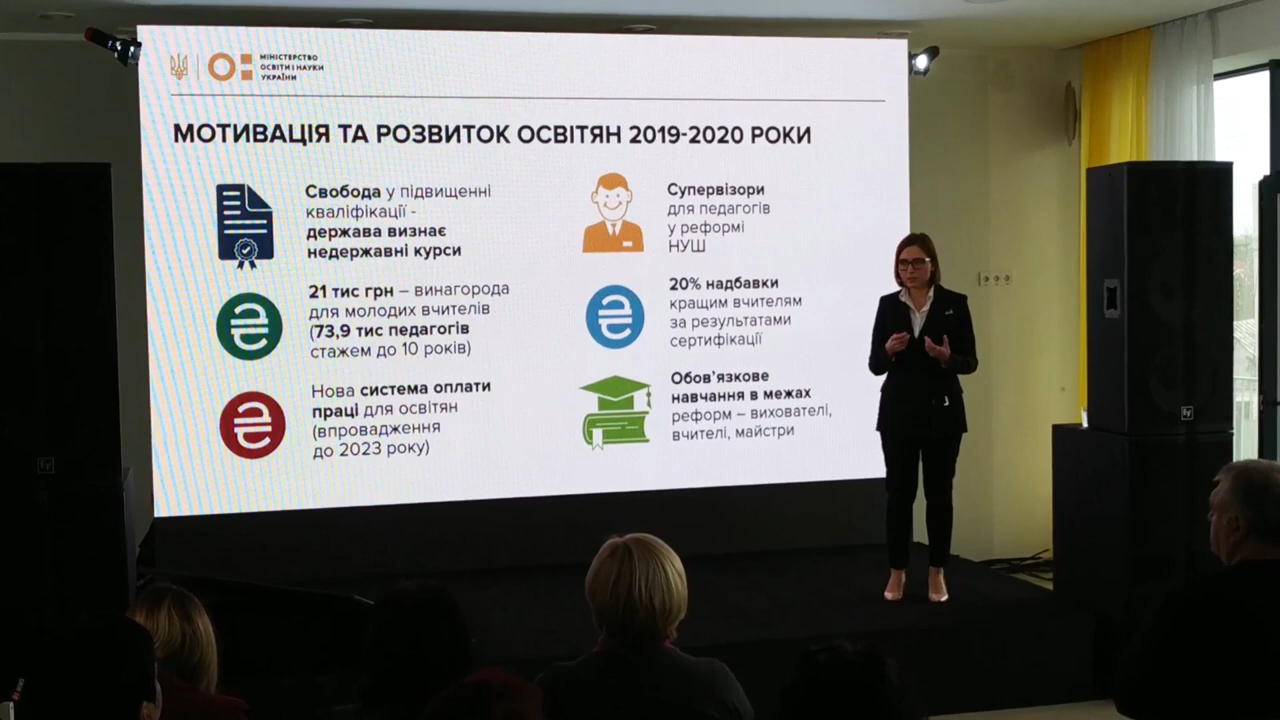 МІНІСТЕРСТВО
ОСВІТИ І НАУКИ
УКРАЇНИ
МОТИВАЦІЯ ТА РОЗВИТОК ОСВІТЯН 2019-2020 РОКИ
Свобода у підвищенні
кваліфікації -
держава визнає
недержавні курси
21 тис грн – винагорода
для молодих вчителів
(73,9 тис педагогів
стажем до 10 років)
Нова система оплати
праці для освітян
(впровадження
до 2023 року)
Супервізори
для педагогів
у реформі
НУШ
20% надбавки
кращим вчителям
за результатами
сертифікації
Обов’язкове
навчання в межах
реформ – вихователі,
вчителі, майстри